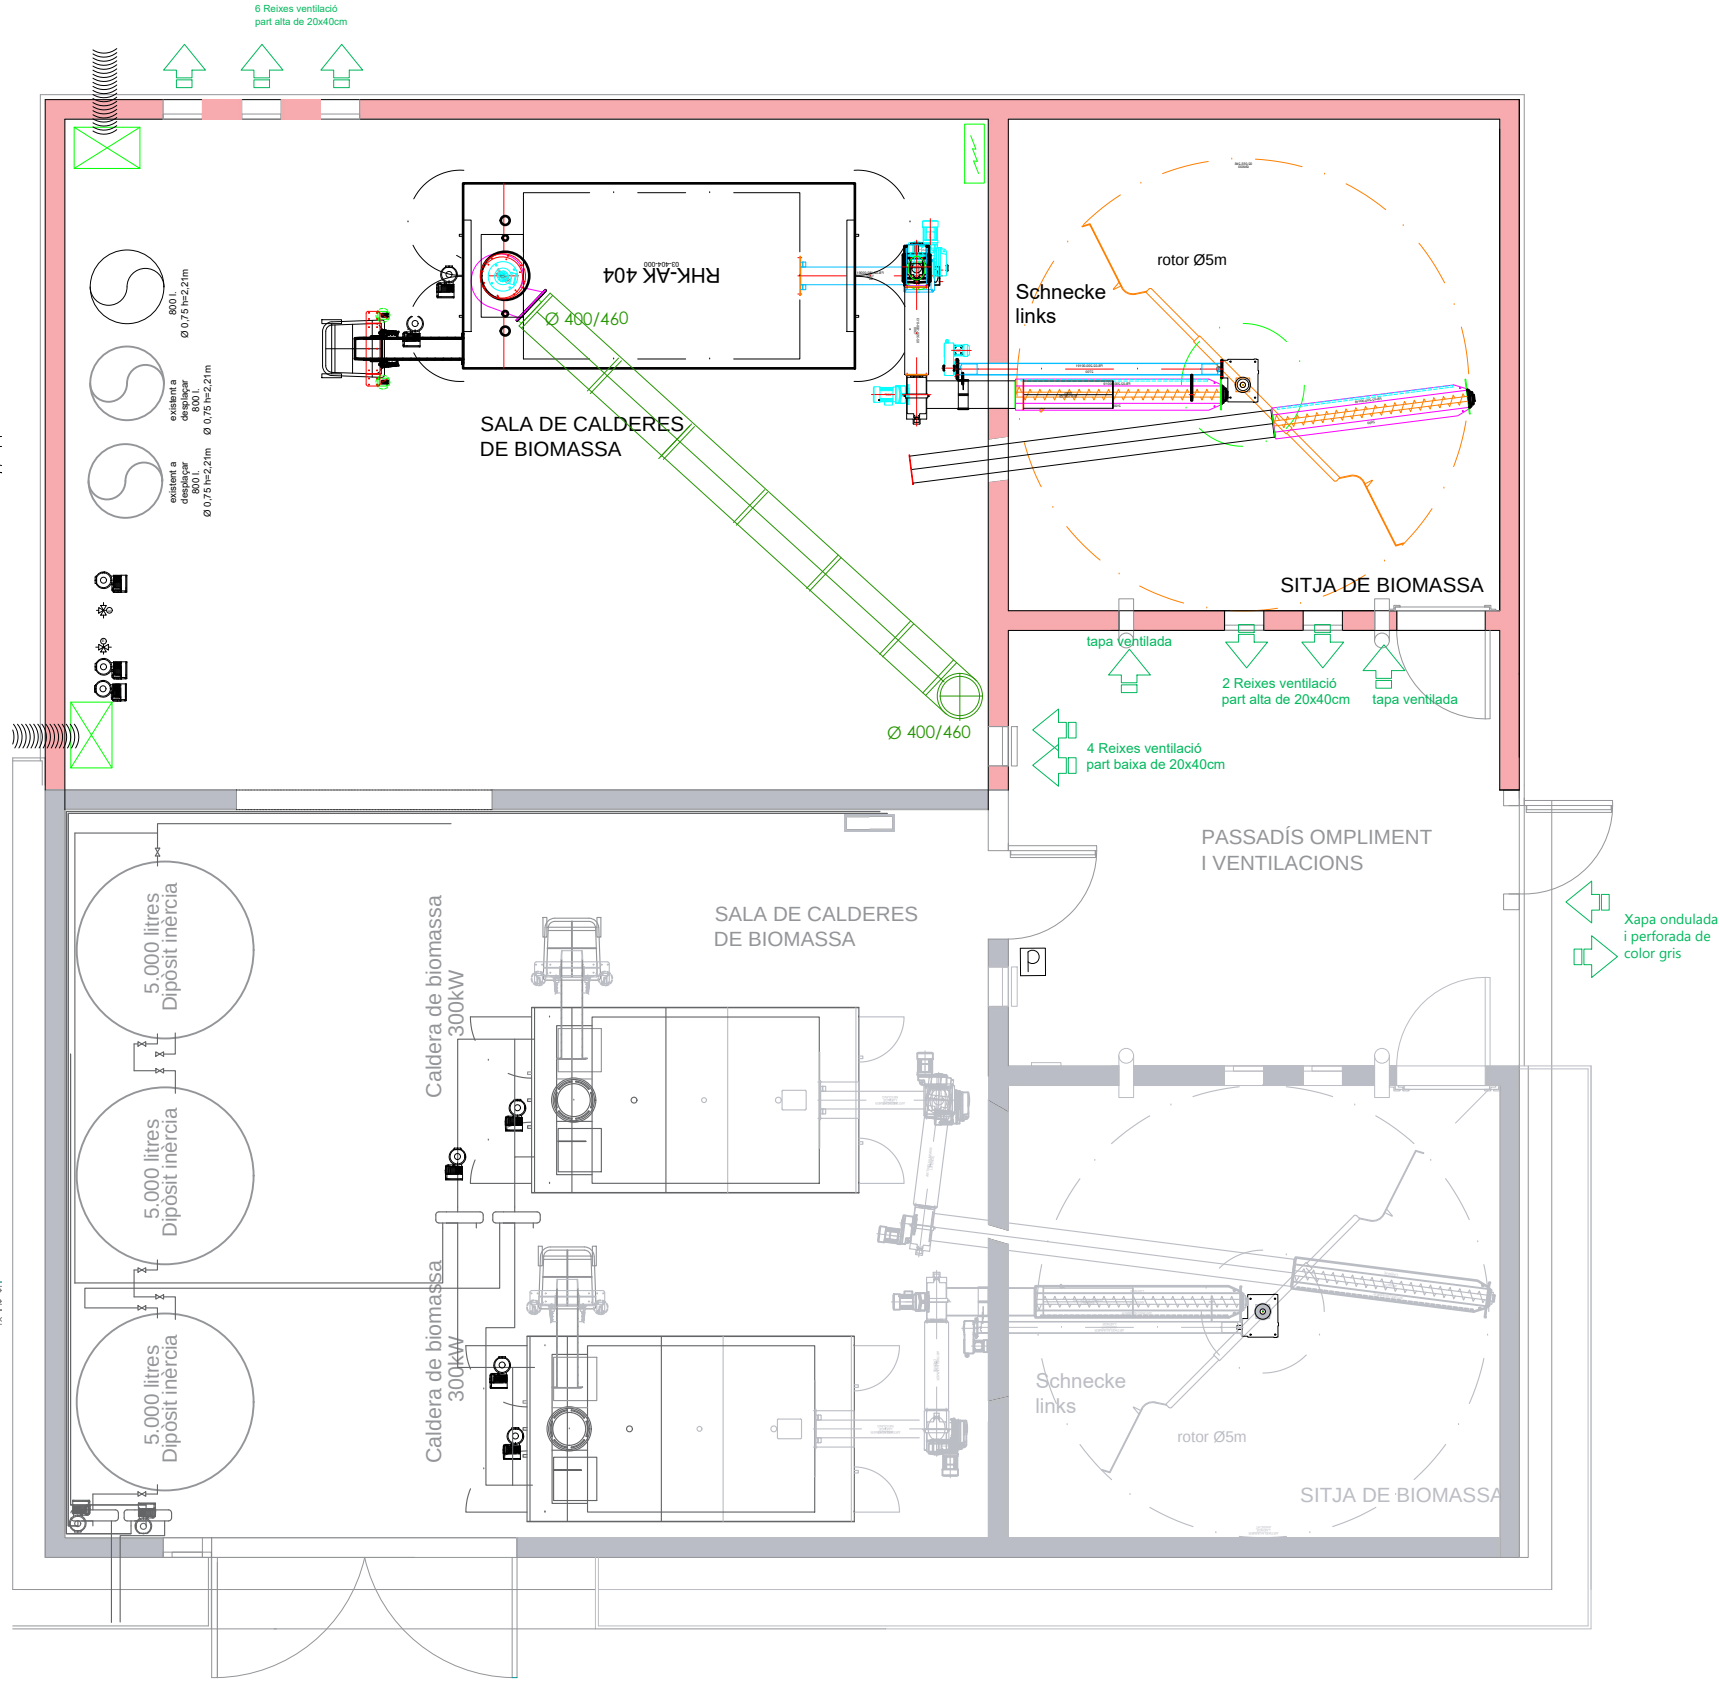 6 Reixes ventilació
part alta de 20x40cm
800 l.
Ø 0,75 h=2,21m
existent a
desplaçar
800 l.
Ø 0,75 h=2,21m
existent a
desplaçar
800 l.
Ø 0,75 h=2,21m
RHK-AK 404
03-404-000
Ø 400/460
SALA DE CALDERES
DE BIOMASSA
Ø 400/460
rotor Ø5m
Schnecke
links
SITJA DE BIOMASSA
tapa ventilada
2 Reixes ventilació
part alta de 20x40cm
tapa ventilada
4 Reixes ventilació
part baixa de 20x40cm
PASSADÍS OMPLIMENT
I VENTILACIONS
Xapa ondulada
i perforada de
color gris
P
SALA DE CALDERES
DE BIOMASSA
5.000 litres
Dipòsit inèrcia
5.000 litres
Dipòsit inèrcia
5.000 litres
Dipòsit inèrcia
Caldera de biomassa
300kW
Caldera de biomassa
300kW
Schnecke
links
rotor Ø5m
SITJA DE BIOMASSA